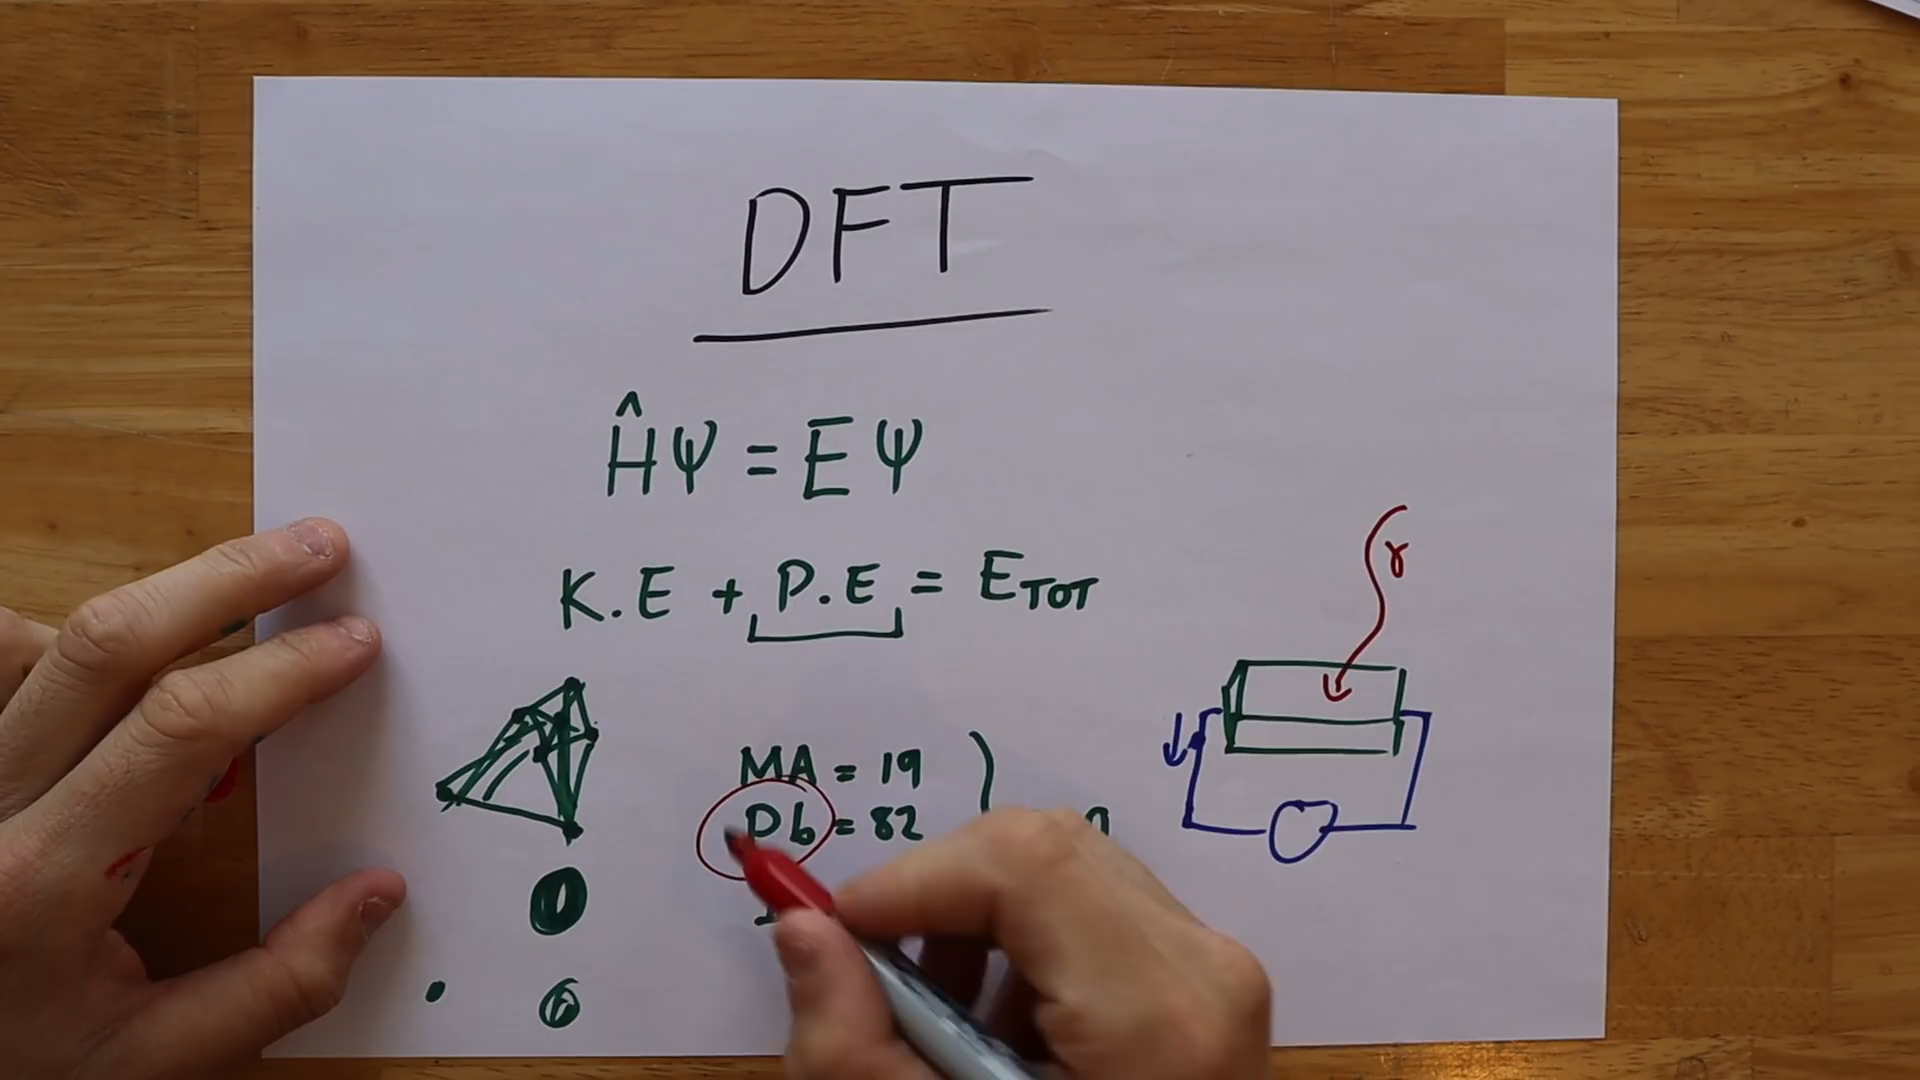 DFT
ĤΨ = EΨ
K.E + P.E = E_TOT
γ
MA = 19
Pb = 82